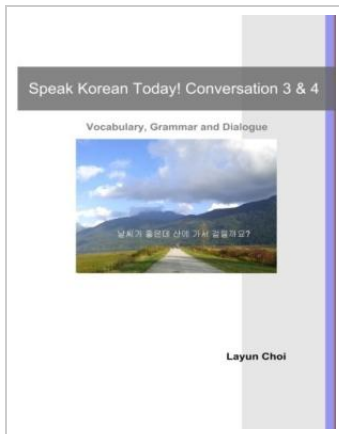 Speak Korean Today! Conversation 3 & 4
Vocabulary, Grammar and Dialogue
날씨가 좋은데 산에 가서 걸을까요?
Layun Choi